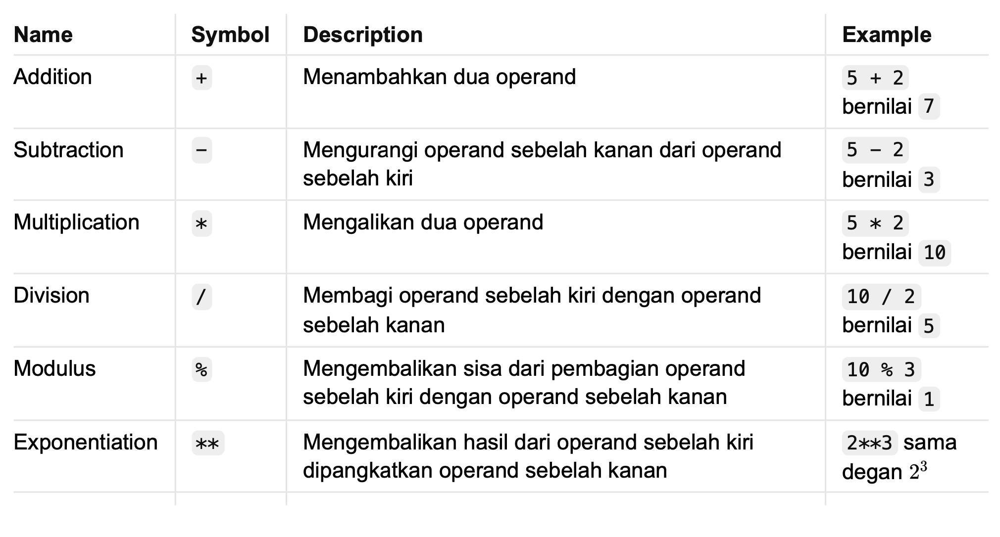 Name Symbol Description Example
Addition + Menambahkan dua operand 5 + 2
bernilai 7
Subtraction - Mengurangi operand sebelah kanan dari operand 5 - 2
sebelah kiri bernilai 3
Multiplication * Mengalikan dua operand 5 * 2
bernilai 10
Division / Membagi operand sebelah kiri dengan operand 10 / 2
sebelah kanan bernilai 5
Modulus % Mengembalikan sisa dari pembagian operand 10 % 3
sebelah kiri dengan operand sebelah kanan bernilai 1
Exponentiation ** Mengembalikan hasil dari operand sebelah kiri 2**3 sama
dipangkatkan operand sebelah kanan degan 2³